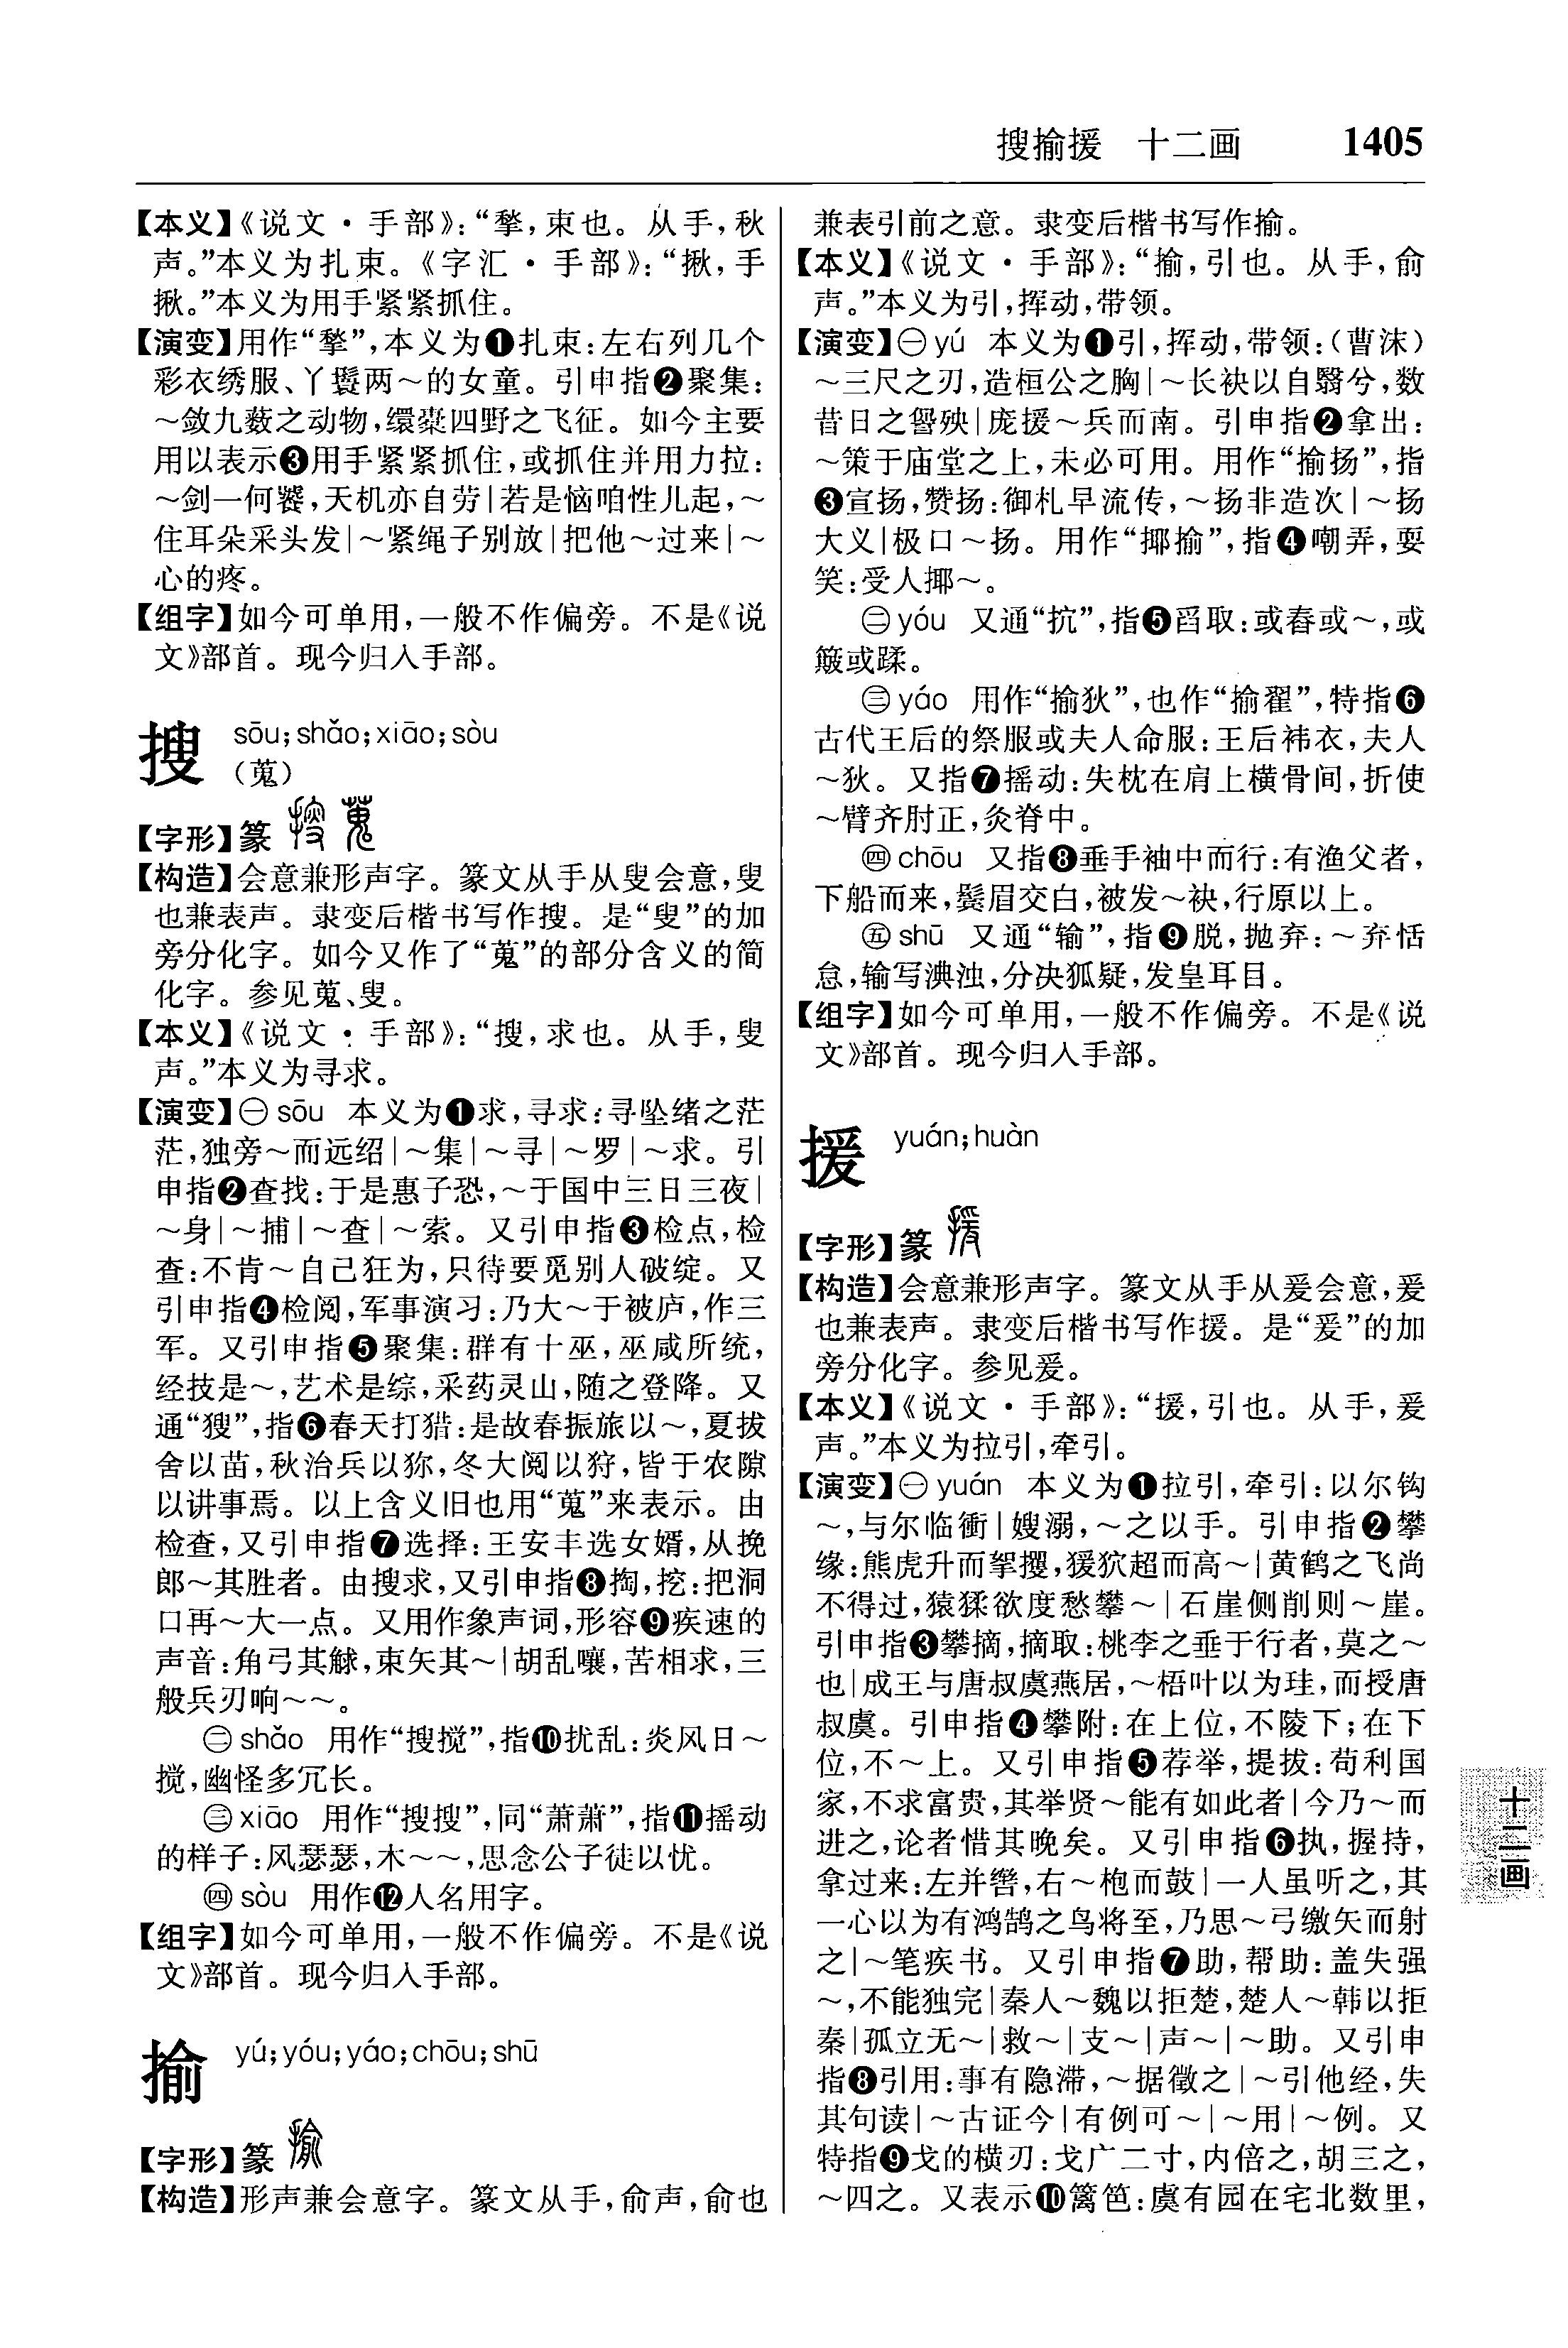 搜揄援 十二画 1405
【本义】《说文·手部》:“揫,束也。从手,秋
声。”本义为扎束。《字汇·手部》:“揪,手
揪。”本义为用手紧紧抓住。
【演变】用作“揫”,本义为❶扎束:左右列几个
彩衣绣服、丫鬟两~的女童。引申指❷聚集:
~敛九薮之动物,缳橐四野之飞征。如今主要
用以表示❸用手紧紧抓住,或抓住并用力拉:
~剑一何饕,天机亦自劳|若是恼咱性儿起,~
住耳朵采头发|~紧绳子别放|把他~过来|~
心的疼。
【组字】如今可单用,一般不作偏旁。不是《说
文》部首。现今归入手部。
搜 sōu;shǎo;xiāo;sòu
(蒐)
【字形】篆
【构造】会意兼形声字。篆文从手从叟会意,叟
也兼表声。隶变后楷书写作搜。是“叟”的加
旁分化字。如今又作了“蒐”的部分含义的简
化字。参见蒐、叟。
【本义】《说文·手部》:“搜,求也。从手,叟
声。”本义为寻求。
【演变】㊀sōu 本义为❶求,寻求:寻坠绪之茫
茫,独旁~而远绍|~集|~寻|~罗|~求。引
申指❷查找:于是惠子恐,~于国中三日三夜|
~身|~捕|~查|~索。又引申指❸检点,检
查:不肯~自己狂为,只待要觅别人破绽。又
引申指❹检阅,军事演习:乃大~于被庐,作三
军。又引申指❺聚集:群有十巫,巫咸所统,
经技是~,艺术是综,采药灵山,随之登降。又
通“獀”,指❻春天打猎:是故春振旅以~,夏拔
舍以苗,秋治兵以狝,冬大阅以狩,皆于农隙
以讲事焉。以上含义旧也用“蒐”来表示。由
检查,又引申指❼选择:王安丰选女婿,从挽
郎~其胜者。由搜求,又引申指❽掏,挖:把洞
口再~大一点。又用作象声词,形容❾疾速的
声音:角弓其觩,束矢其~|胡乱嚷,苦相求,三
般兵刃响~~。
㊁shǎo 用作“搜搅”,指❿扰乱:炎风日~
搅,幽怪多冗长。
㊂xiāo 用作“搜搜”,同“萧萧”,指⓫摇动
的样子:风瑟瑟,木~~,思念公子徒以忧。
㊃sòu 用作⓬人名用字。
【组字】如今可单用,一般不作偏旁。不是《说
文》部首。现今归入手部。
揄 yú;yóu;yáo;chōu;shū
【字形】篆
【构造】形声兼会意字。篆文从手,俞声,俞也
兼表引前之意。隶变后楷书写作揄。
【本义】《说文·手部》:“揄,引也。从手,俞
声。”本义为引,挥动,带领。
【演变】㊀yú 本义为❶引,挥动,带领:(曹沫)
~三尺之刃,造桓公之胸|~长袂以自翳兮,数
昔日之愆殃|庞援~兵而南。引申指❷拿出:
~策于庙堂之上,未必可用。用作“揄扬”,指
❸宣扬,赞扬:御札早流传,~扬非造次|~扬
大义|极口~扬。用作“揶揄”,指❹嘲弄,耍
笑:受人揶~。
㊁yóu 又通“抌”,指❺舀取:或舂或~,或
簸或蹂。
㊂yáo 用作“揄狄”,也作“揄翟”,特指❻
古代王后的祭服或夫人命服:王后袆衣,夫人
~狄。又指❼摇动:失枕在肩上横骨间,折使
~臂齐肘正,灸脊中。
㊃chōu 又指❽垂手袖中而行:有渔父者,
下船而来,鬓眉交白,被发~袂,行原以上。
㊄shū 又通“输”,指❾脱,抛弃:~弃恬
怠,输写淟浊,分决狐疑,发皇耳目。
【组字】如今可单用,一般不作偏旁。不是《说
文》部首。现今归入手部。
援 yuán;huàn
【字形】篆
【构造】会意兼形声字。篆文从手从爰会意,爰
也兼表声。隶变后楷书写作援。是“爰”的加
旁分化字。参见爰。
【本义】《说文·手部》:“援,引也。从手,爰
声。”本义为拉引,牵引。
【演变】㊀yuán 本义为❶拉引,牵引:以尔钩
~,与尔临衝|嫂溺,~之以手。引申指❷攀
缘:熊虎升而挐攫,猨狖超而高~|黄鹤之飞尚
不得过,猿猱欲度愁攀~|石崖侧削则~崖。
引申指❸攀摘,摘取:桃李之垂于行者,莫之~
也|成王与唐叔虞燕居,~梧叶以为珪,而授唐
叔虞。引申指❹攀附:在上位,不陵下;在下
位,不~上。又引申指❺荐举,提拔:苟利国
家,不求富贵,其举贤~能有如此者|今乃~而
进之,论者惜其晚矣。又引申指❻执,握持,
拿过来:左并辔,右~枹而鼓|一人虽听之,其
一心以为有鸿鹄之鸟将至,乃思~弓缴矢而射
之|~笔疾书。又引申指❼助,帮助:盖失强
~,不能独完|秦人~魏以拒楚,楚人~韩以拒
秦|孤立无~|救~|支~|声~|~助。又引申
指❽引用:事有隐滞,~据徵之|~引他经,失
其句读|~古证今|有例可~|~用|~例。又
特指❾戈的横刃:戈广二寸,内倍之,胡三之,
~四之。又表示❿篱笆:虞有园在宅北数里,
十二画